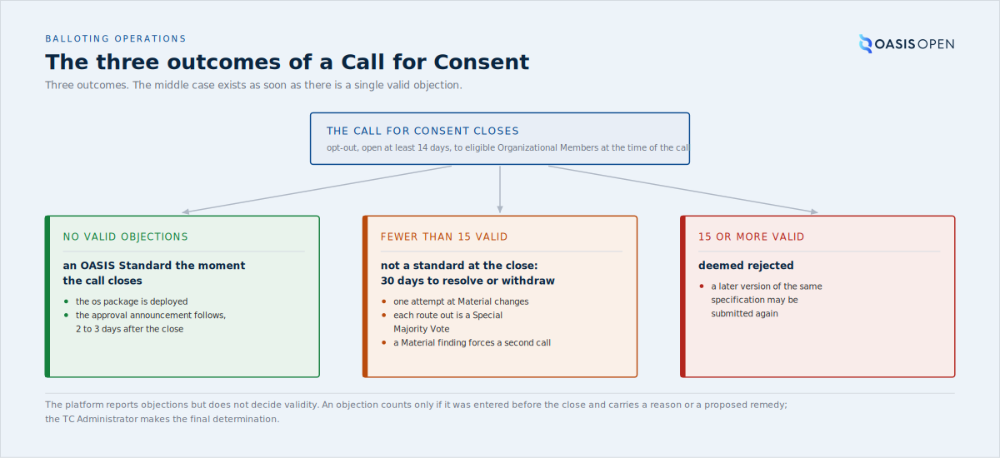 BALLOTING OPERATIONS
OASIS OPEN
The three outcomes of a Call for Consent
Three outcomes. The middle case exists as soon as there is a single valid objection.
THE CALL FOR CONSENT CLOSES
opt-out, open at least 14 days, to eligible Organizational Members at the time of the call
NO VALID OBJECTIONS
an OASIS Standard the moment
the call closes
• the os package is deployed
• the approval announcement follows,
2 to 3 days after the close
FEWER THAN 15 VALID
not a standard at the close:
30 days to resolve or withdraw
• one attempt at Material changes
• each route out is a Special
Majority Vote
• a Material finding forces a second call
15 OR MORE VALID
deemed rejected
• a later version of the same
specification may be
submitted again
The platform reports objections but does not decide validity. An objection counts only if it was entered before the close and carries a reason or a proposed remedy;
the TC Administrator makes the final determination.